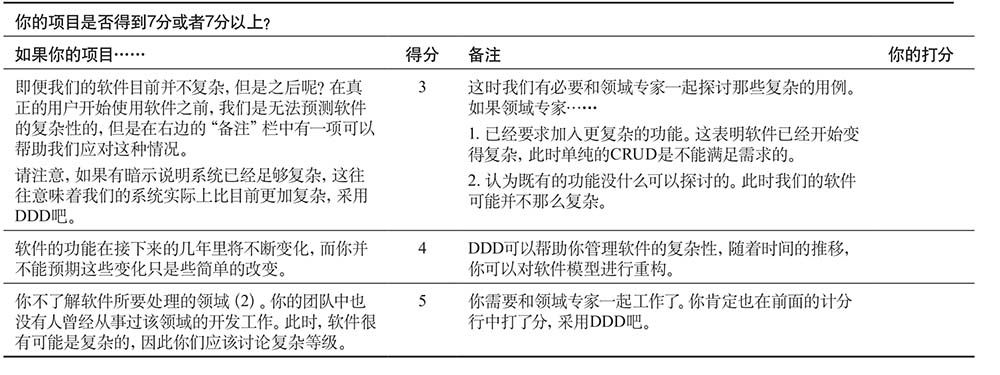 你的项目是否得到7分或者7分以上?
如果你的项目…… 得分 备注 你的打分
即便我们的软件目前并不复杂，但是之后呢? 在真
正的用户开始使用软件之前，我们是无法预测软件
的复杂性的，但是在右边的“备注”栏中有一项可以
帮助我们应对这种情况。
请注意，如果有暗示说明系统已经足够复杂，这往
往意味着我们的系统实际上比目前更加复杂，采用
DDD吧。
3
这时我们有必要和领域专家一起探讨那些复杂的用例。
如果领域专家……
1. 已经要求加入更复杂的功能。这表明软件已经开始变
得复杂，此时单纯的CRUD是不能满足需求的。
2. 认为既有的功能没什么可以探讨的。此时我们的软件
可能并不那么复杂。
软件的功能在接下来的几年里将不断变化，而你并
不能预期这些变化只是些简单的改变。
4
DDD可以帮助你管理软件的复杂性，随着时间的推移，
你可以对软件模型进行重构。
你不了解软件所要处理的领域（2）。你的团队中也
没有人曾经从事过该领域的开发工作。此时，软件很
有可能是复杂的，因此你们应该讨论复杂等级。
5
你需要和领域专家一起工作了。你肯定也在前面的计分
行中打了分，采用DDD吧。